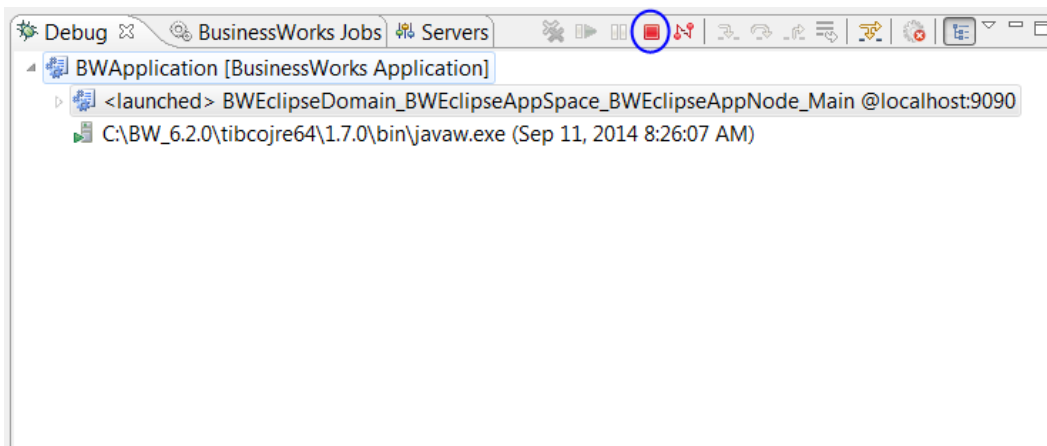 Debug BusinessWorks Jobs Servers
BWApplication [BusinessWorks Application]
<launched> BWEclipseDomain_BWEclipseAppSpace_BWEclipseAppNode_Main @localhost:9090
C:\BW_6.2.0\tibcojre64\1.7.0\bin\javaw.exe (Sep 11, 2014 8:26:07 AM)